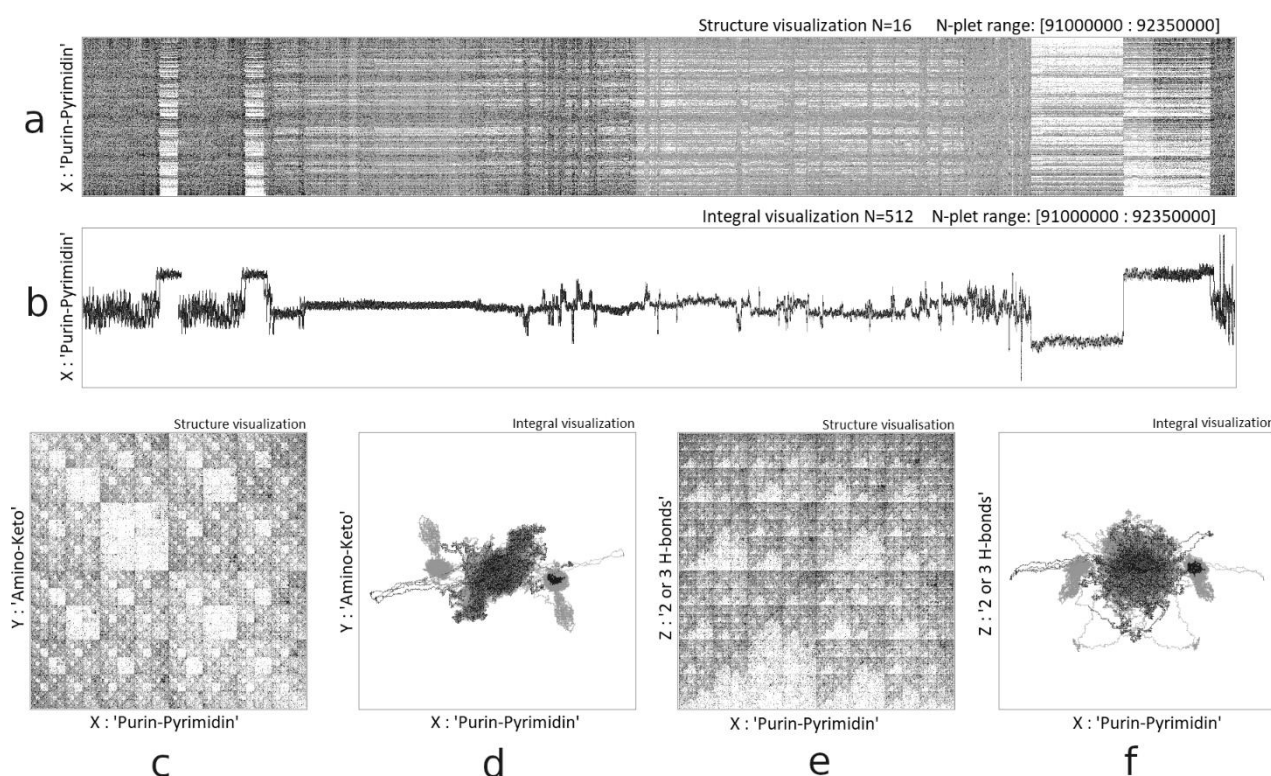 Structure visualization N=16 N-plet range: [91000000 : 92350000]
X : 'Purin-Pyrimidin'
a
Integral visualization N=512 N-plet range: [91000000 : 92350000]
X : 'Purin-Pyrimidin'
b
Structure visualization
Y : 'Amino-Keto'
X : 'Purin-Pyrimidin'
c
Integral visualization
Y : 'Amino-Keto'
X : 'Purin-Pyrimidin'
d
Structure visualisation
Z : '2 or 3 H-bonds'
X : 'Purin-Pyrimidin'
e
Integral visualization
Z : '2 or 3 H-bonds'
X : 'Purin-Pyrimidin'
f